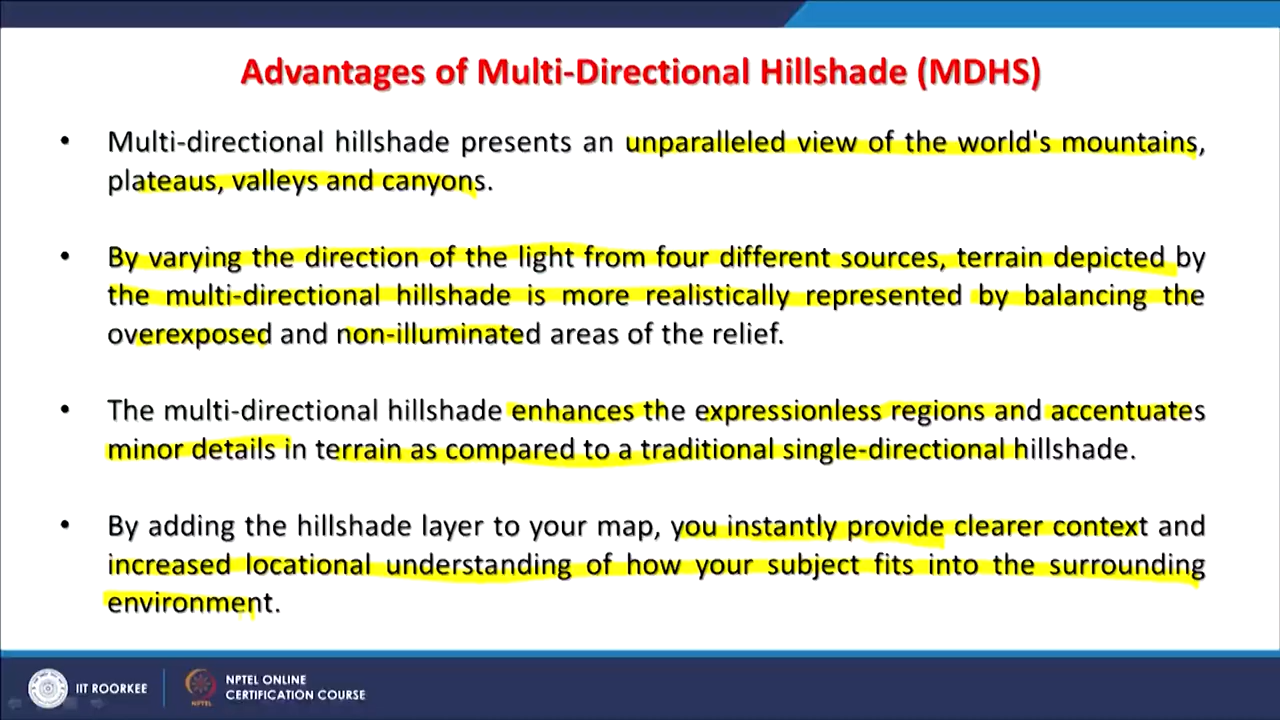 Advantages of Multi-Directional Hillshade (MDHS)
• Multi-directional hillshade presents an unparalleled view of the world's mountains,
plateaus, valleys and canyons.
• By varying the direction of the light from four different sources, terrain depicted by
the multi-directional hillshade is more realistically represented by balancing the
overexposed and non-illuminated areas of the relief.
• The multi-directional hillshade enhances the expressionless regions and accentuates
minor details in terrain as compared to a traditional single-directional hillshade.
• By adding the hillshade layer to your map, you instantly provide clearer context and
increased locational understanding of how your subject fits into the surrounding
environment.
IIT ROORKEE
NPTEL
NPTEL ONLINE
CERTIFICATION COURSE